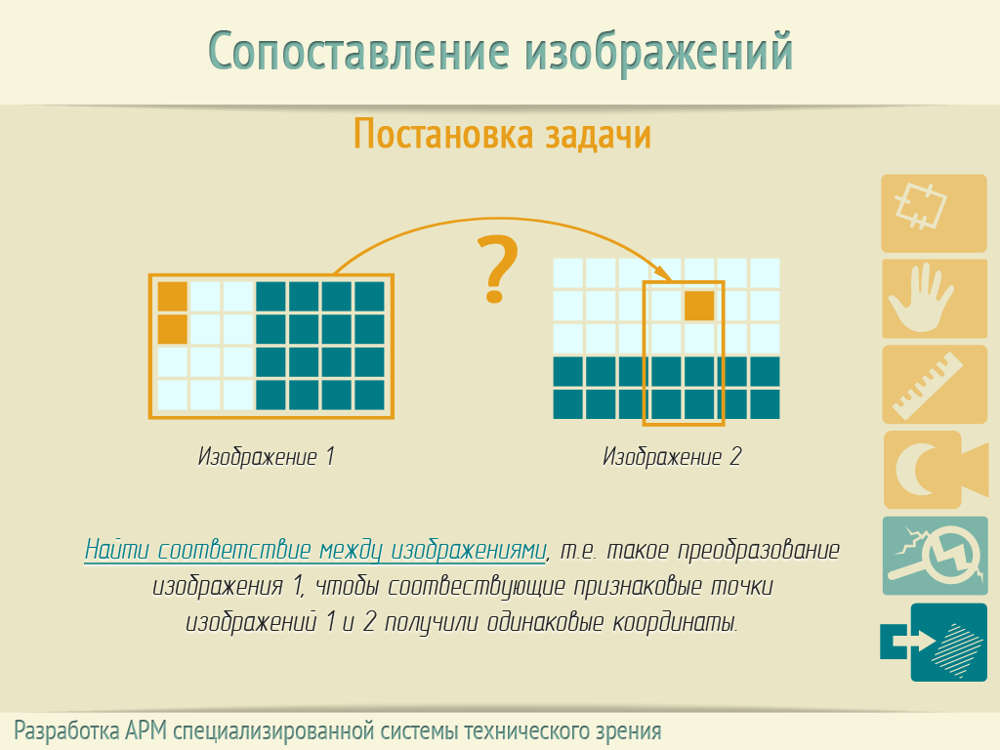 Сопоставление изображений
Постановка задачи
?
Изображение 1
Изображение 2
Найти соответствие между изображениями, т.е. такое преобразование
изображения 1, чтобы соотвествующие признаковые точки
изображений 1 и 2 получили одинаковые координаты.
Разработка АРМ специализированной системы технического зрения